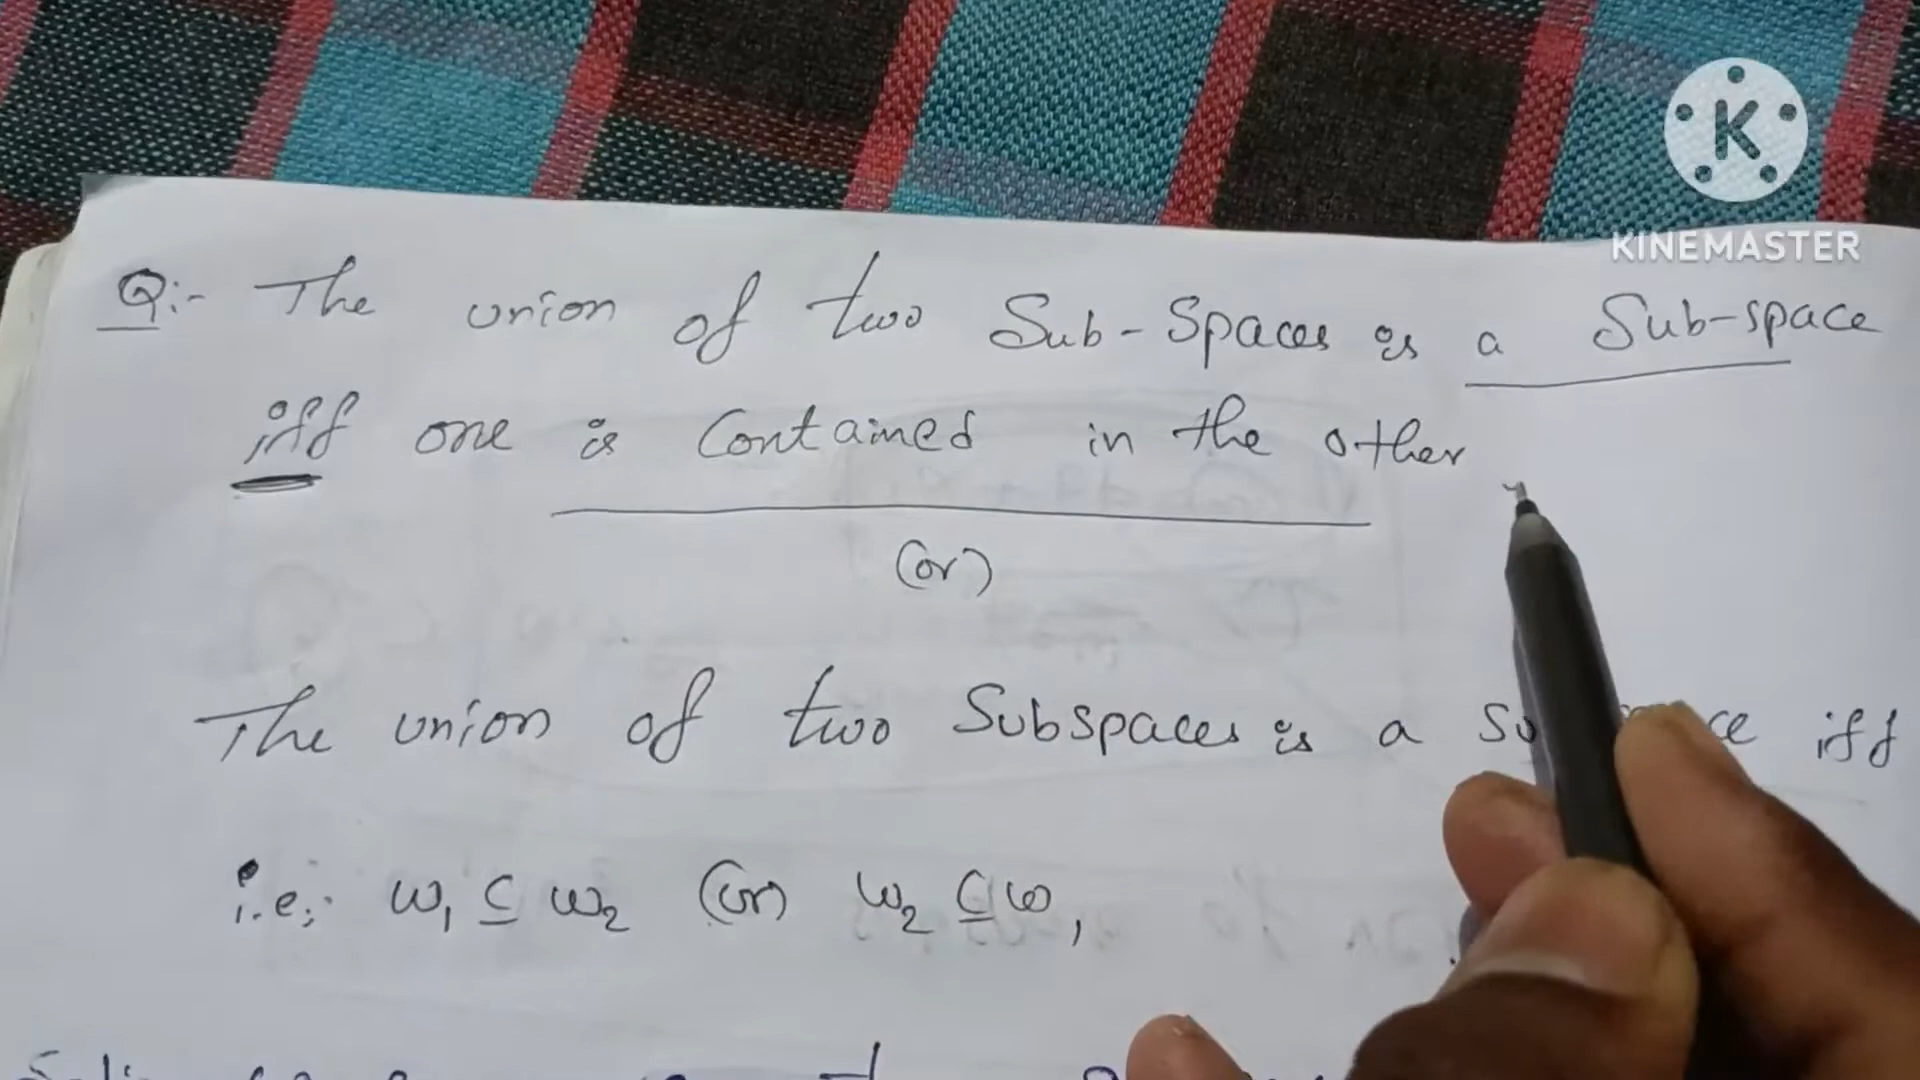 K
KINEMASTER
Q:- The union of two Sub-Spaces is a Sub-space
iff one is Contained in the other
(or)
The union of two Subspaces is a iff
i.e:- W₁ ⊆ W₂ (or) W₂ ⊆ W₁